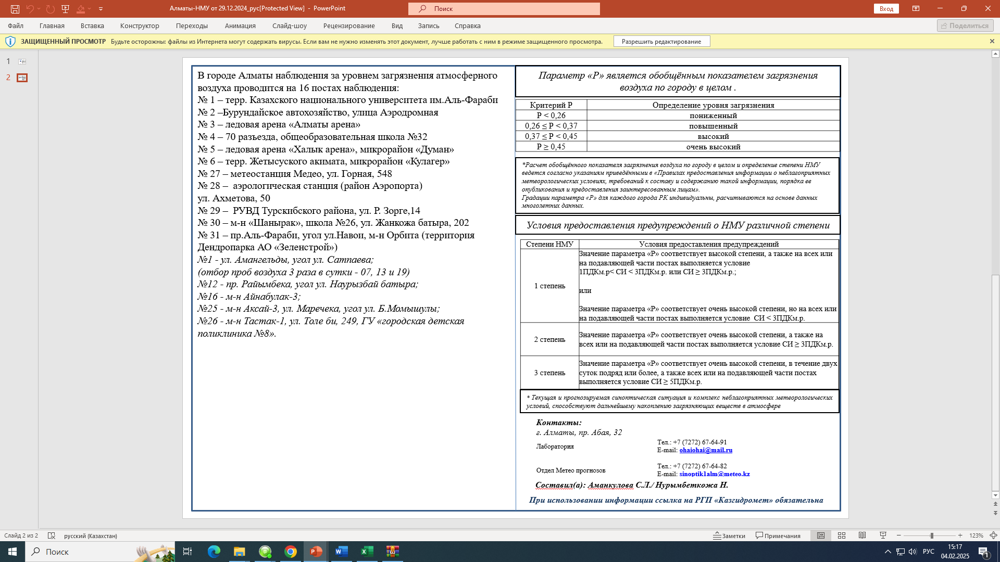 Алматы-НМУ от 29.12.2024_рус[Protected View] - PowerPoint
Поиск
Вход
Файл Главная Вставка Конструктор Переходы Анимация Слайд-шоу Рецензирование Вид Запись Справка
Поделиться
ЗАЩИЩЕННЫЙ ПРОСМОТР Будьте осторожны: файлы из Интернета могут содержать вирусы. Если вам не нужно изменять этот документ, лучше работать с ним в режиме защищенного просмотра. Разрешить редактирование
1
2
В городе Алматы наблюдения за уровнем загрязнения атмосферного
воздуха проводится на 16 постах наблюдения:
№ 1 – терр. Казахского национального университета им.Аль-Фараби
№ 2 –Бурундайское автохозяйство, улица Аэродромная
№ 3 – ледовая арена «Алматы арена»
№ 4 – 70 разъезда, общеобразовательная школа №32
№ 5 – ледовая арена «Халык арена», микрорайон «Думан»
№ 6 – терр. Жетысуского акимата, микрорайон «Кулагер»
№ 27 – метеостанция Медео, ул. Горная, 548
№ 28 – аэрологическая станция (район Аэропорта)
ул. Ахметова, 50
№ 29 – РУВД Турскибского района, ул. Р. Зорге,14
№ 30 – м-н «Шанырак», школа №26, ул. Жанкожа батыра, 202
№ 31 – пр.Аль-Фараби, угол ул.Навои, м-н Орбита (территория
Дендропарка АО «Зеленстрой»)
№1 - ул. Амангельды, угол ул. Сатпаева;
(отбор проб воздуха 3 раза в сутки - 07, 13 и 19)
№12 - пр. Райымбека, угол ул. Наурызбай батыра;
№16 - м-н Айнабулак-3;
№25 - м-н Аксай-3, ул. Маречека, угол ул. Б.Момышулы;
№26 - м-н Тастак-1, ул. Толе би, 249, ГУ «городская детская
поликлиника №8».
Параметр «Р» является обобщённым показателем загрязнения
воздуха по городу в целом .
Критерий Р Определение уровня загрязнения
Р < 0,26 пониженный
0,26 ≤ Р < 0,37 повышенный
0,37 ≤ Р < 0,45 высокий
Р ≥ 0,45 очень высокий
*Расчет обобщённого показателя загрязнения воздуха по городу в целом и определение степени НМУ
ведется согласно указаниям приведёнными в «Правилах предоставления информации о неблагоприятных
метеорологических условиях, требований к составу и содержанию такой информации, порядка ее
опубликования и предоставления заинтересованным лицам».
Градации параметра «Р» для каждого города РК индивидуальны, расчитываются на основе данных
многолетних данных.
Условия предоставления предупреждений о НМУ различной степени
Степени НМУ Условия предоставления предупреждений
1 степень
Значение параметра «Р» соответствует высокой степени, а также на всех или
на подавляющей части постах выполняется условие
1ПДКм.р< СИ < 3ПДКм.р. или СИ ≥ 3ПДКм.р.;
или
Значение параметра «Р» соответствует очень высокой степени, но на всех или
на подавляющей части постах выполняется условие СИ < 3ПДКм.р.
2 степень
Значение параметра «Р» соответствует очень высокой степени, а также на
всех или на подавляющей части постах выполняется условие СИ ≥ 3ПДКм.р.
3 степень
Значение параметра «Р» соответствует очень высокой степени, в течение двух
суток подряд или более, а также всех или на подавляющей части постах
выполняется условие СИ ≥ 5ПДКм.р.
* Текущая и прогнозируемая синоптическая ситуация и комплекс неблагоприятных метеорологических
условий, способствуют дальнейшему накоплению загрязняющих веществ в атмосфере
Контакты:
г. Алматы, пр. Абая, 32
Лаборатория
Тел.: +7 (7272) 67-64-91
E-mail: ohaiohai@mail.ru
Отдел Метео прогнозов
Тел.: +7 (7272) 67-64-82
E-mail: sinoptik1alm@meteo.kz
Составил(а): Аманкулова С.Л./ Нурымбеткожа Н.
При использовании информации ссылка на РГП «Казгидромет» обязательна
Слайд 2 из 2 русский (Казахстан) Заметки Примечания 123%
Поиск
РУС
15:17
04.02.2025
1